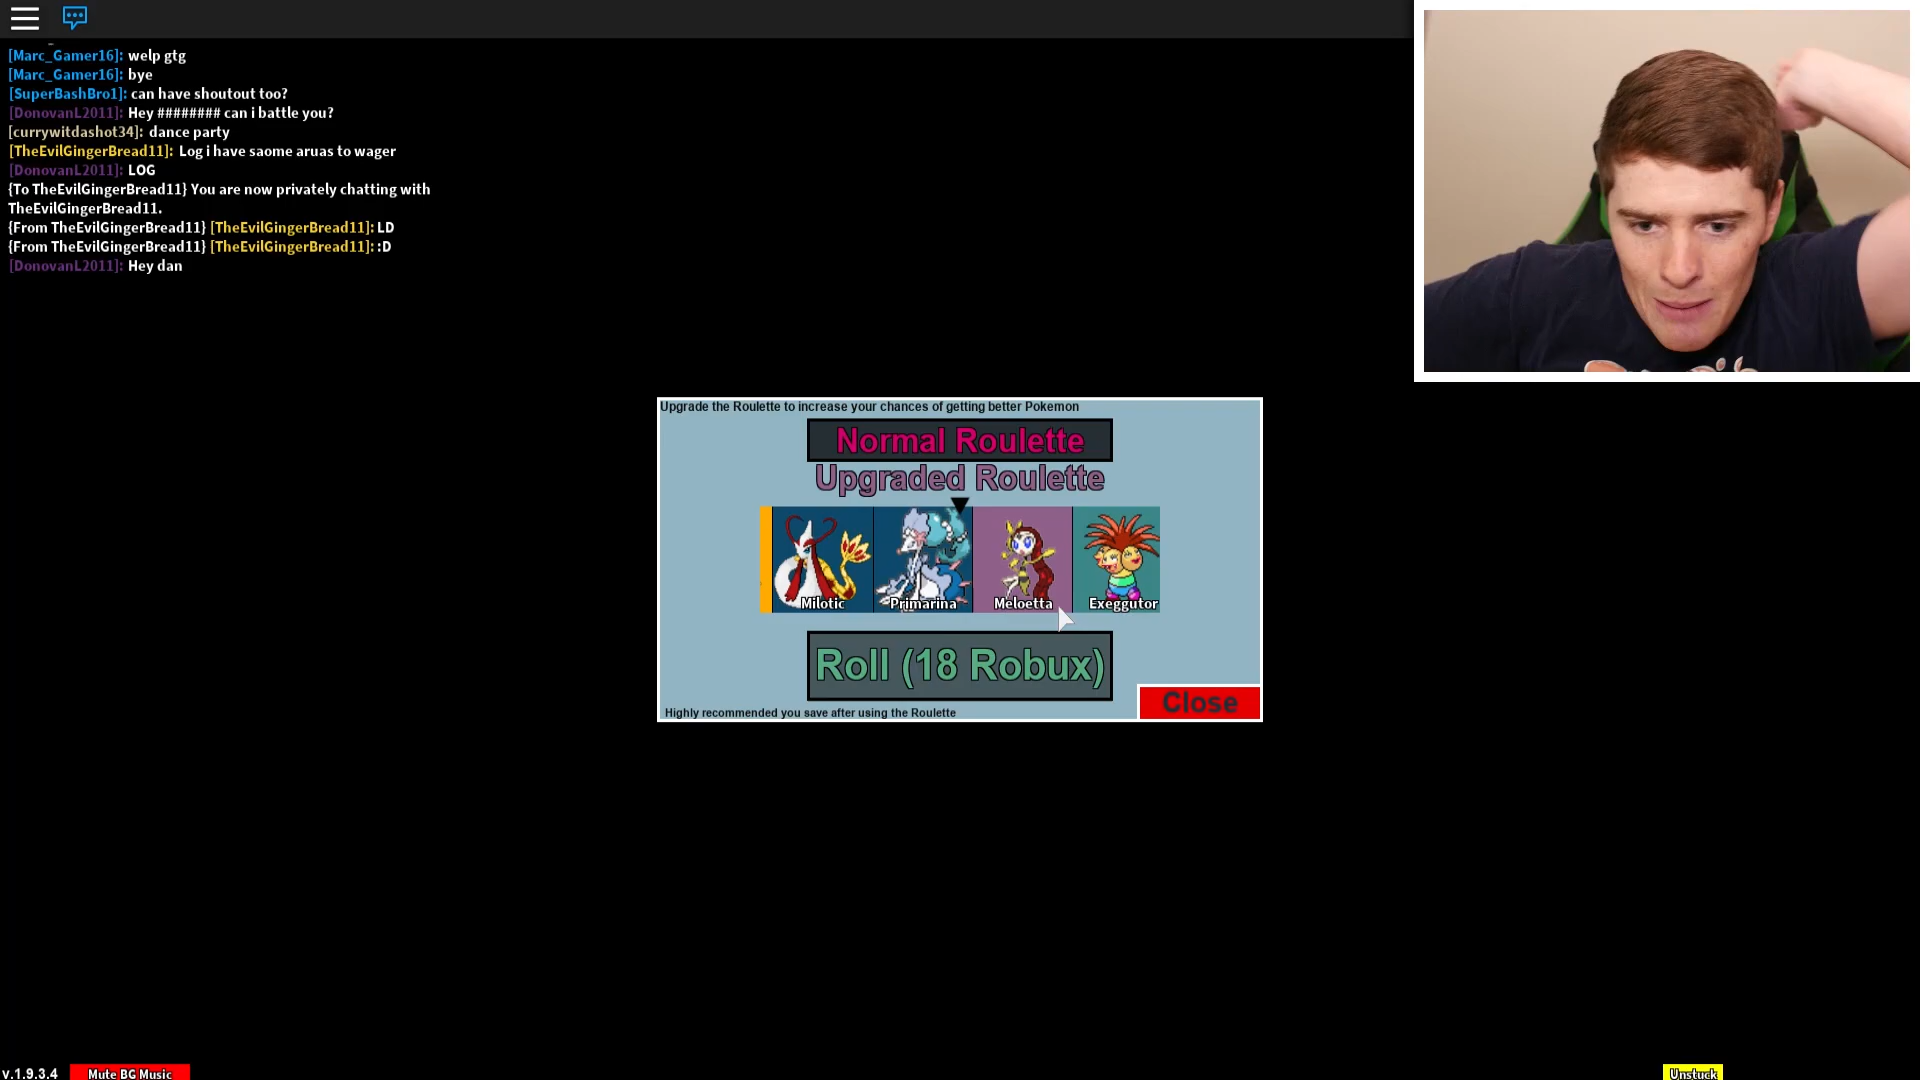 [Marc_Gamer16]: welp gtg
[Marc_Gamer16]: bye
[SuperBashBro1]: can have shoutout too?
[DonovanL2011]: Hey ######## can i battle you?
[currywitdashot34]: dance party
[TheEvilGingerBread11]: Log i have saome aruas to wager
[DonovanL2011]: LOG
{To TheEvilGingerBread11} You are now privately chatting with
TheEvilGingerBread11.
{From TheEvilGingerBread11} [TheEvilGingerBread11]: LD
{From TheEvilGingerBread11} [TheEvilGingerBread11]: :D
[DonovanL2011]: Hey dan
Upgrade the Roulette to increase your chances of getting better Pokemon
Normal Roulette
Upgraded Roulette
Milotic Primarina Meloetta Exeggutor
Roll (18 Robux)
Close
Highly recommended you save after using the Roulette
v.1.9.3.4 Mute BG Music Unstuck